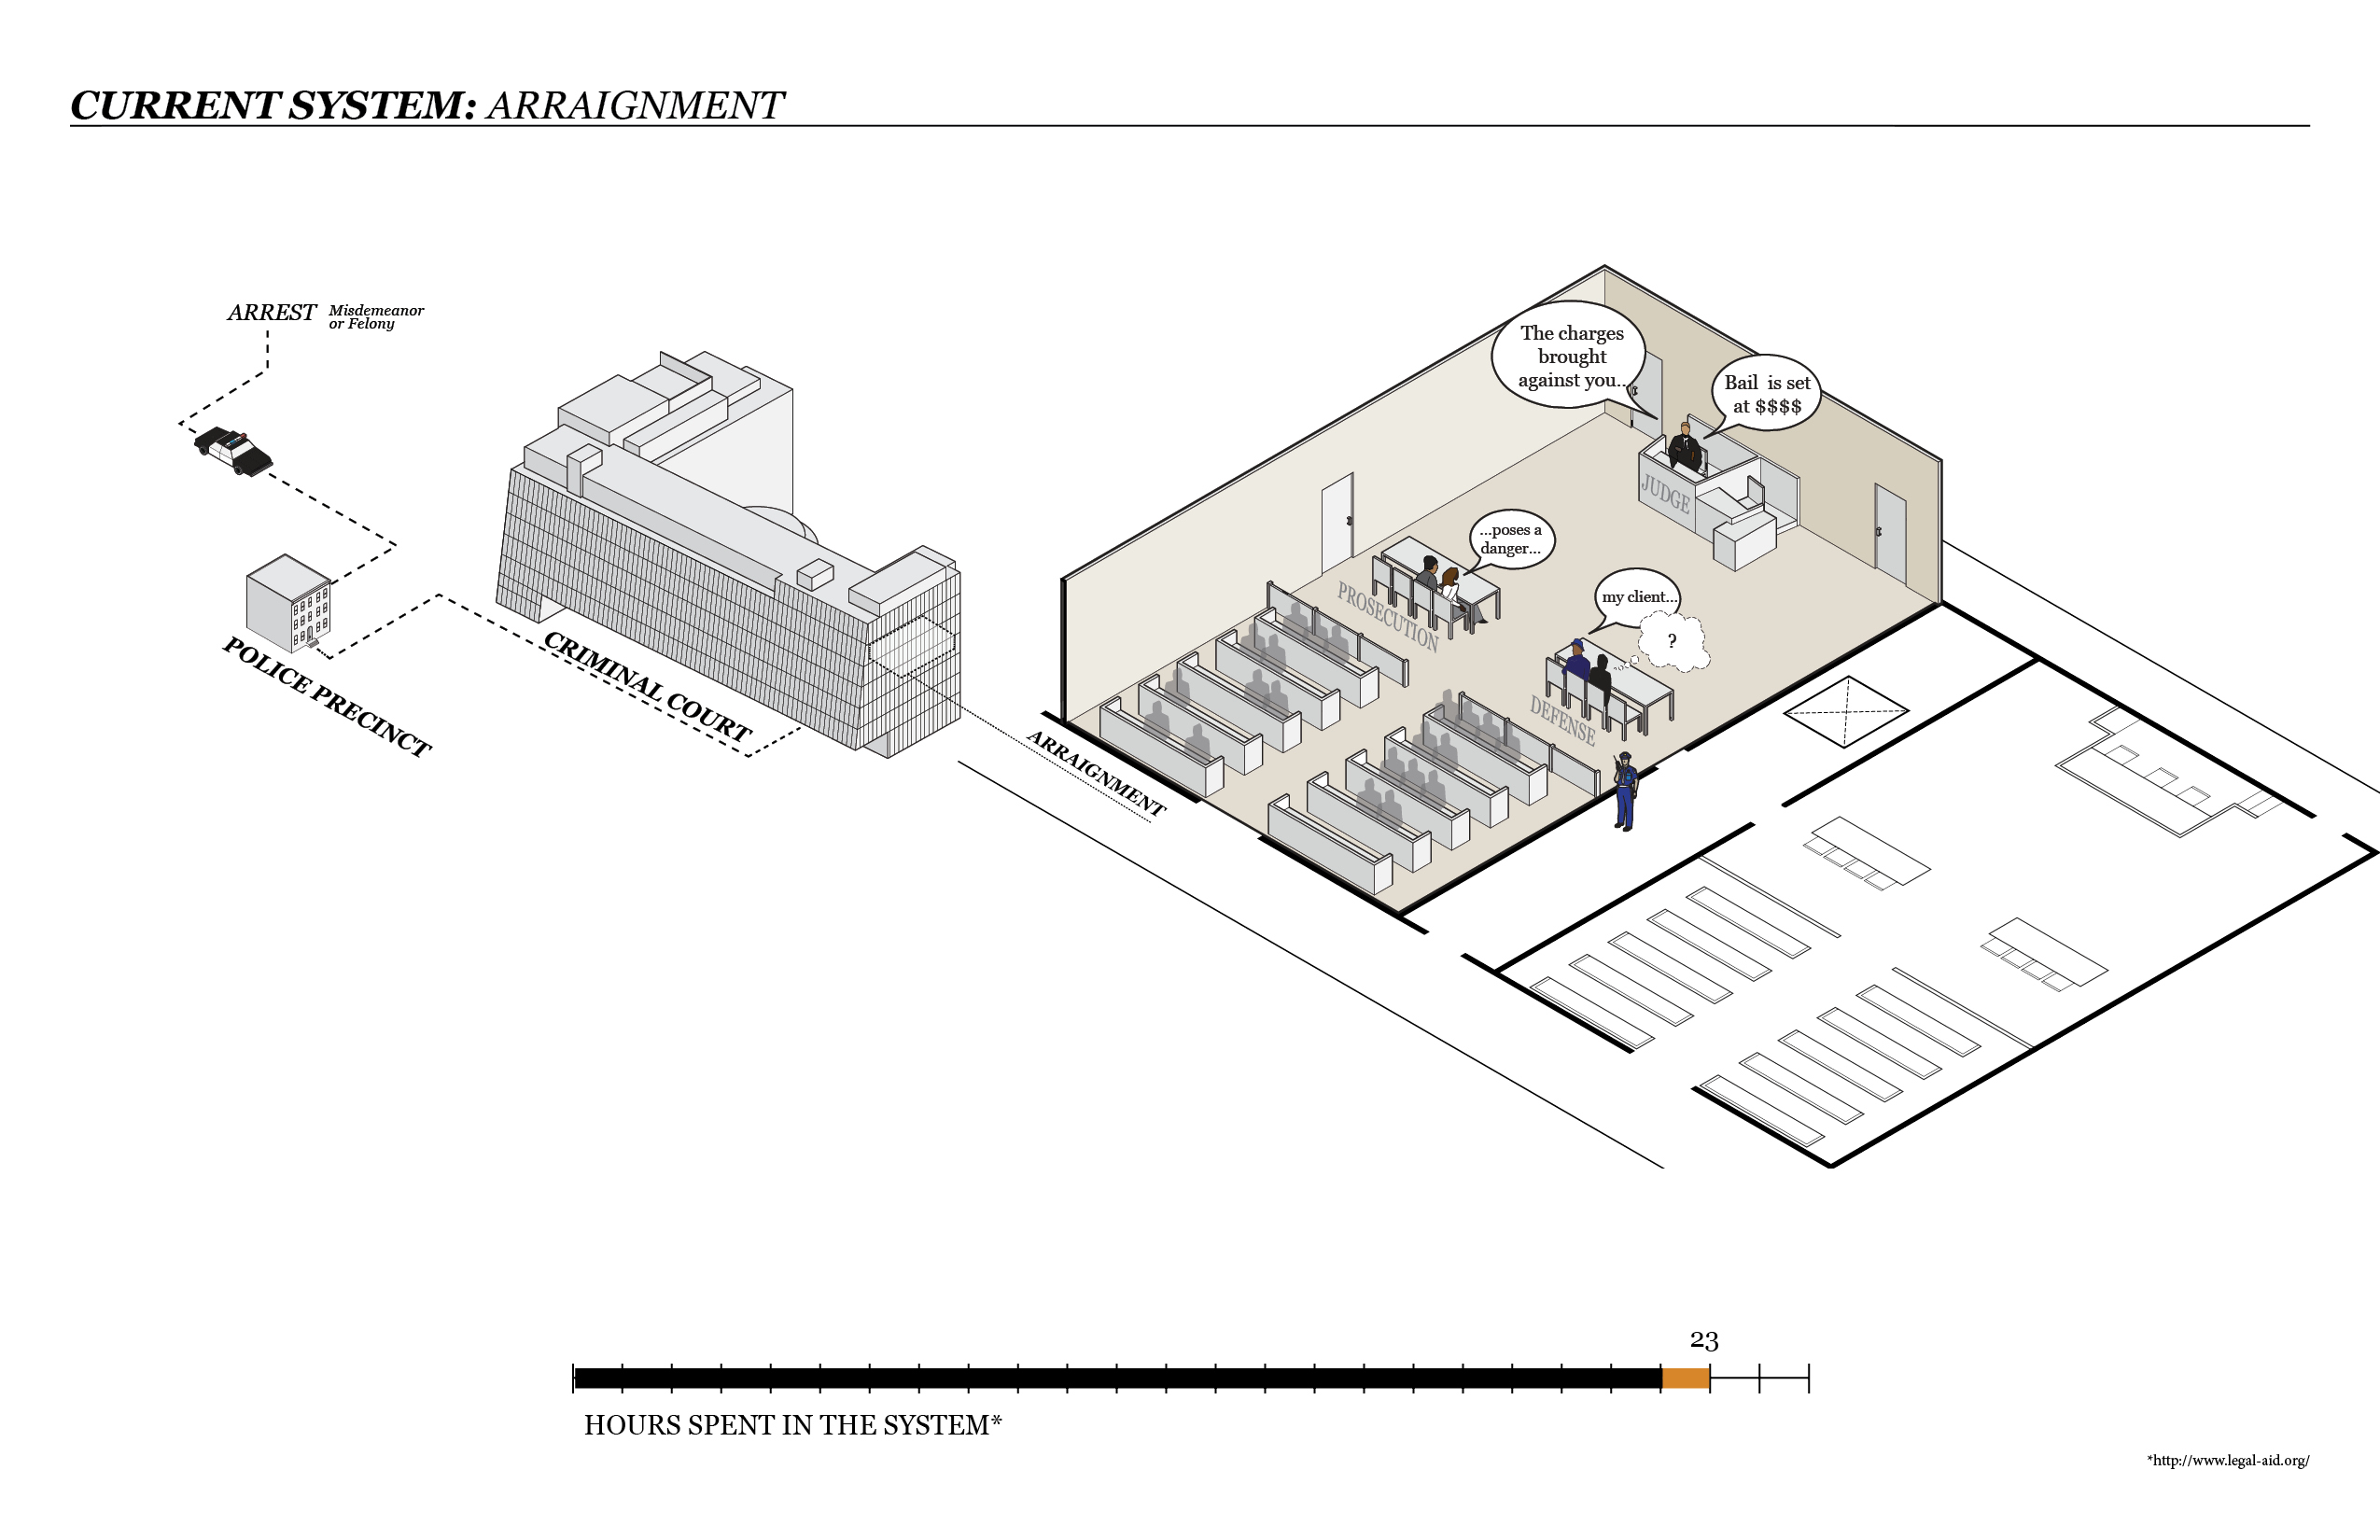 CURRENT SYSTEM: ARRAIGNMENT
ARREST Misdemeanor
or Felony
POLICE PRECINCT
CRIMINAL COURT
ARRAIGNMENT
The charges
brought
against you..
Bail is set
at $$$$
JUDGE
...poses a
danger...
PROSECUTION
my client...
?
DEFENSE
23
HOURS SPENT IN THE SYSTEM*
*http://www.legal-aid.org/